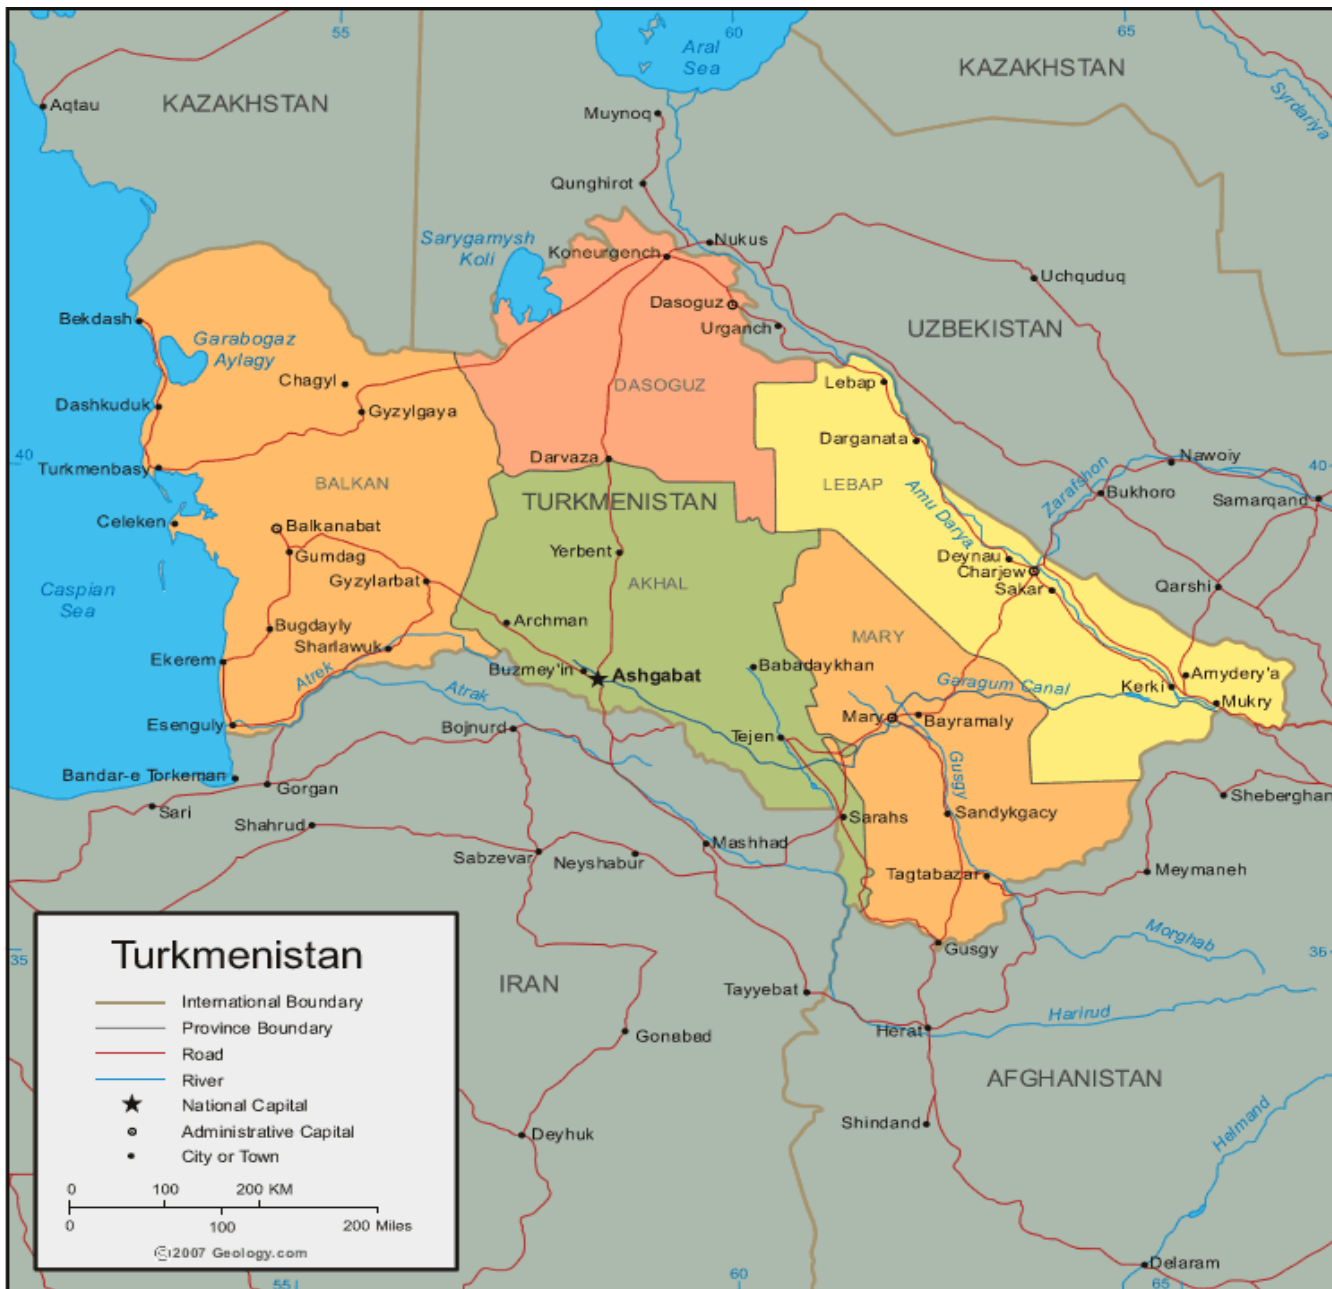 55
60
65
Aral
Sea
KAZAKHSTAN
KAZAKHSTAN
Aqtau
Syrdariya
Muynoq
Qunghirot
Sarygamysh
Koli
Nukus
Koneurgench
Uchquduq
Dasoguz
Bekdash
Urganch
UZBEKISTAN
Garabogaz
Aylagy
Chagyl
DASOGUZ
Lebap
Dashkuduk
Gyzylgaya
Darganata
40
Turkmenbasy
Darvaza
Nawoiy
40
BALKAN
LEBAP
Zarafshon
Bukhoro
Samarqand
TURKMENISTAN
Amu Darya
Celeken
Balkanabat
Gumdag
Yerbent
Deynau
Charjew
Gyzylarbat
AKHAL
Sakar
Qarshi
Caspian
Sea
Archman
Bugdayly
MARY
Sharlawuk
Ekerem
Atrek
Buzmey'in
Ashgabat
Babadaykhan
Amydery'a
Atrak
Garagum Canal
Kerki
Mukry
Esenguly
Bojnurd
Mary
Bayramaly
Tejen
Gusgy
Bandar-e Torkeman
Gorgan
Sheberghan
Sari
Shahrud
Sarahs
Sandykgacy
Mashhad
Sabzevar
Neyshabur
Tagtabazar
Meymaneh
Morghab
Gusgy
35
36
IRAN
Tayyebat
Harirud
Herat
Gonabad
AFGHANISTAN
Shindand
Helmand
Deyhuk
Delaram
55
60
65
Turkmenistan
International Boundary
Province Boundary
Road
River
National Capital
Administrative Capital
City or Town
0 100 200 KM
0 100 200 Miles
©2007 Geology.com